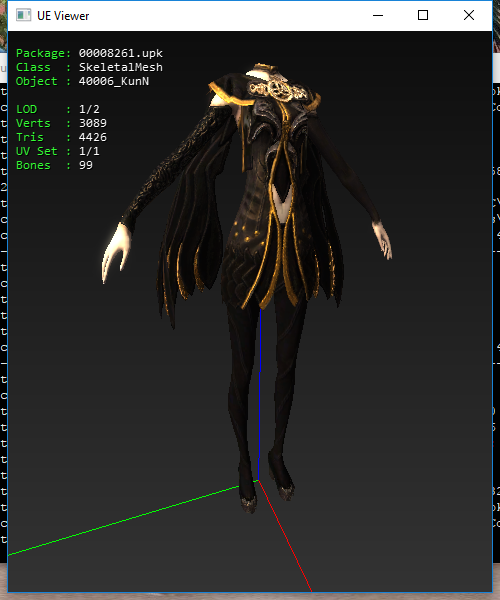 UE Viewer
Package: 00008261.upk
Class : SkeletalMesh
Object : 40006_KunN
LOD : 1/2
Verts : 3089
Tris : 4426
UV Set : 1/1
Bones : 99